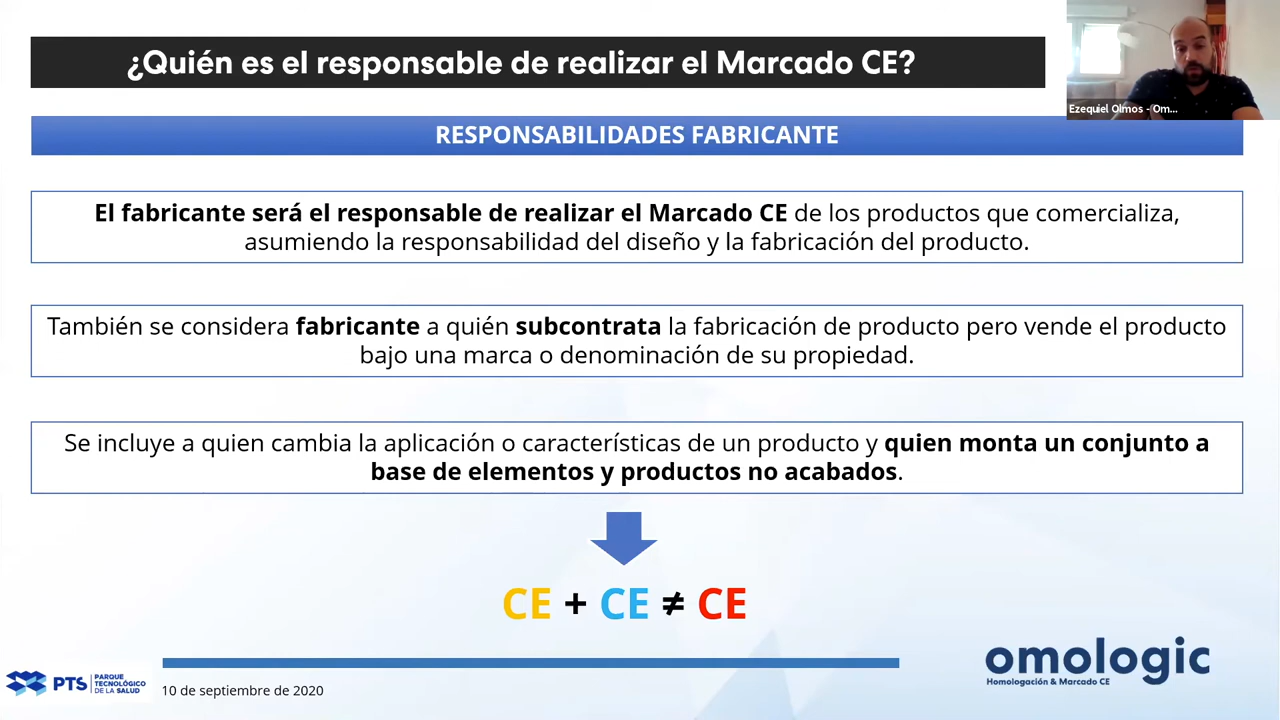 ¿Quién es el responsable de realizar el Marcado CE?
Ezequiel Olmos - Om...
RESPONSABILIDADES FABRICANTE
El fabricante será el responsable de realizar el Marcado CE de los productos que comercializa,
asumiendo la responsabilidad del diseño y la fabricación del producto.
También se considera fabricante a quién subcontrata la fabricación de producto pero vende el producto
bajo una marca o denominación de su propiedad.
Se incluye a quien cambia la aplicación o características de un producto y quien monta un conjunto a
base de elementos y productos no acabados.
CE + CE ≠ CE
omologic
Homologación & Marcado CE
PTS
PARQUE
TECNOLÓGICO
DE LA SALUD
10 de septiembre de 2020